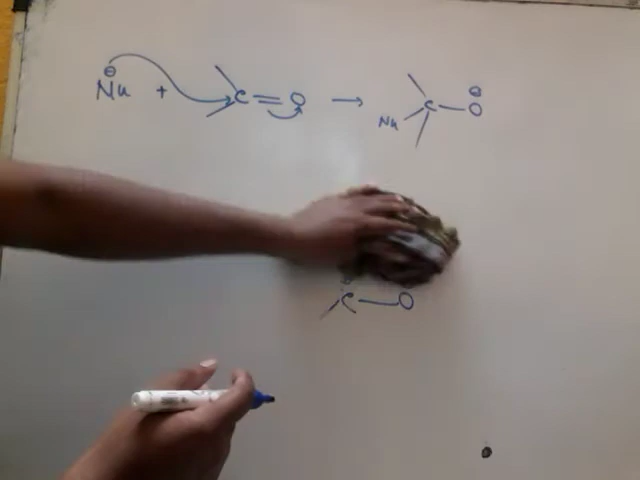 ⊖ ⊖
Nu + C=O → Nu C—O
C—O